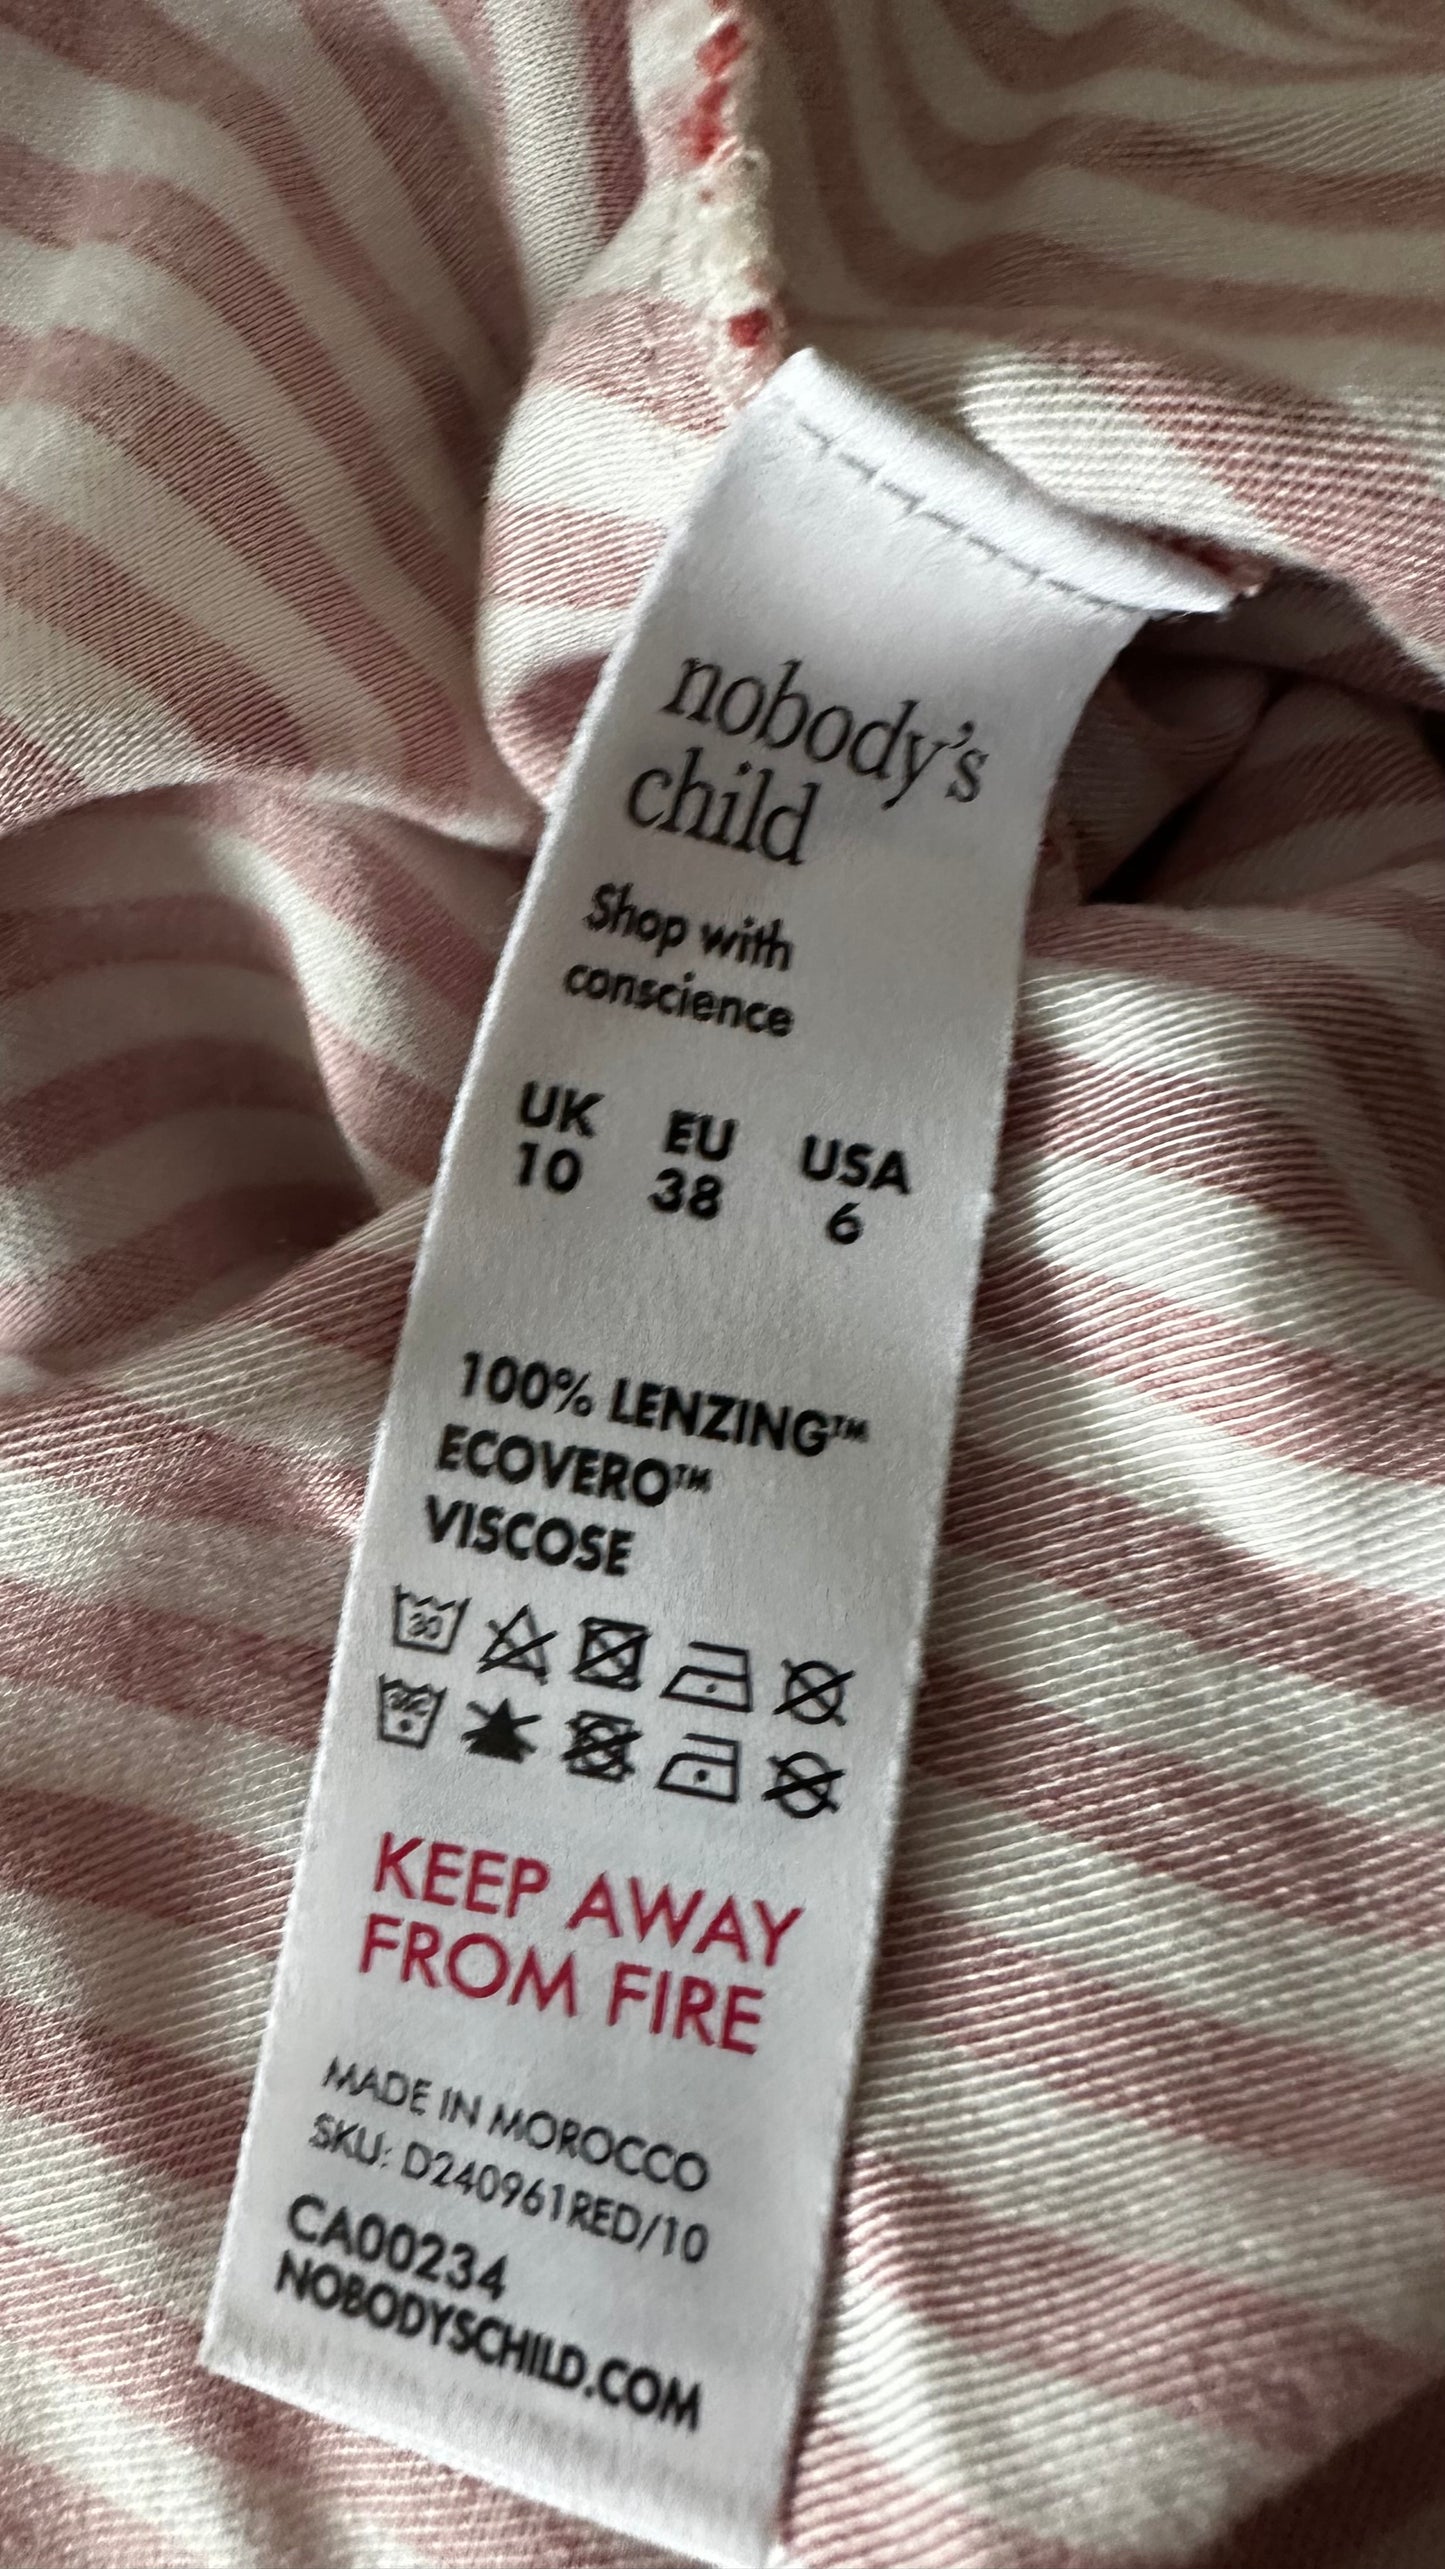 nobody's
child
Shop with
conscience
UK EU USA
10 38 6
100% LENZING™
ECOVERO™
VISCOSE
30
KEEP AWAY
FROM FIRE
MADE IN MOROCCO
SKU: D240961RED/10
CA00234
NOBODYSCHILD.COM